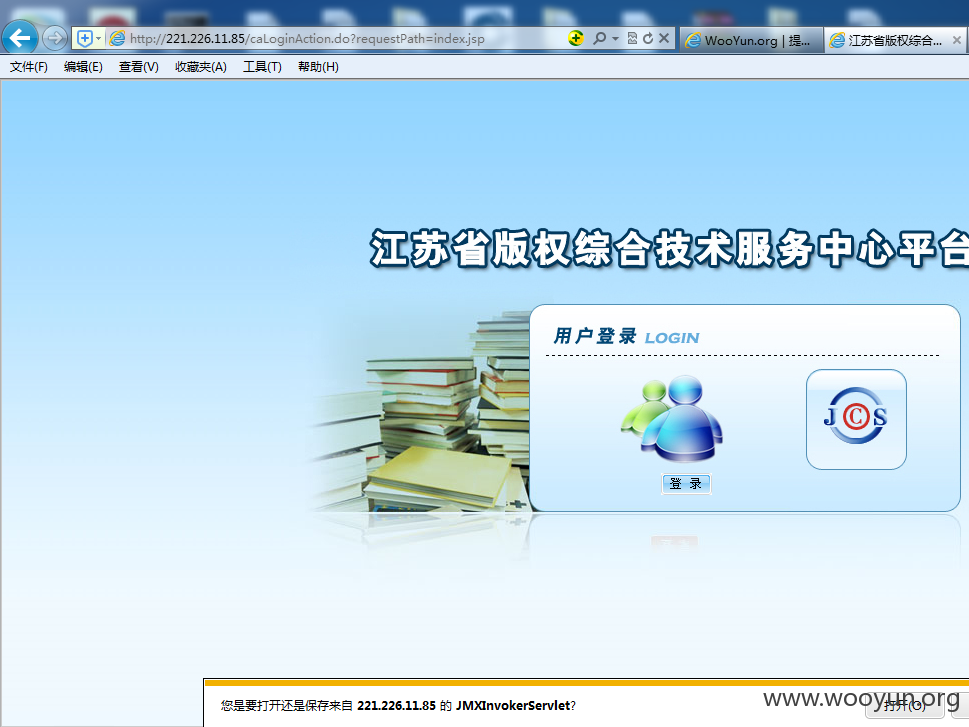 http://221.226.11.85/caLoginAction.do?requestPath=index.jsp
WooYun.org | 提...
江苏省版权综合...
文件(F) 编辑(E) 查看(V) 收藏夹(A) 工具(T) 帮助(H)
江苏省版权综合技术服务中心平台
用户登录 LOGIN
JCS
登 录
您是要打开还是保存来自 221.226.11.85 的 JMXInvokerServlet?
打开(O)
www.wooyun.org